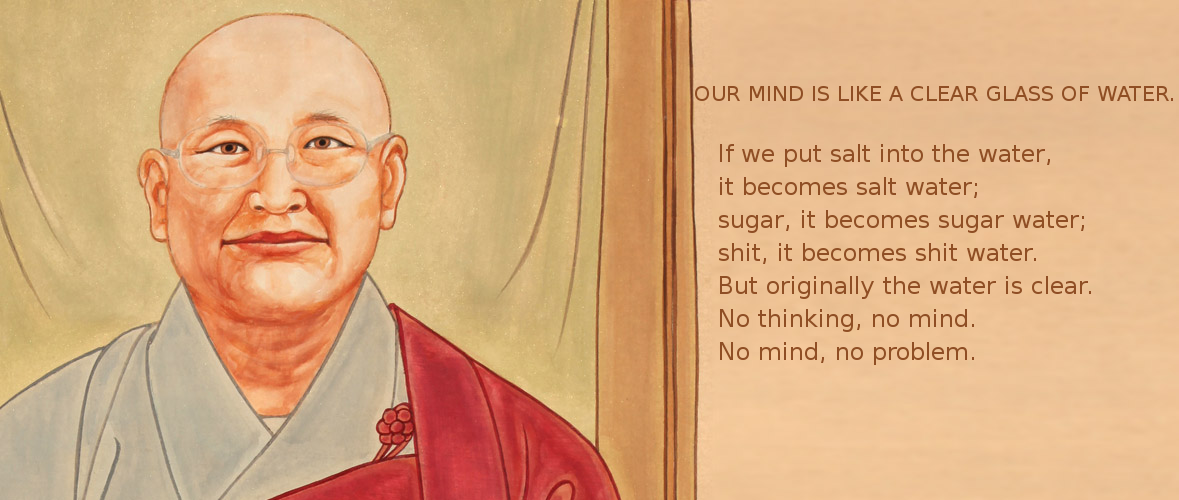 OUR MIND IS LIKE A CLEAR GLASS OF WATER.
If we put salt into the water,
it becomes salt water;
sugar, it becomes sugar water;
shit, it becomes shit water.
But originally the water is clear.
No thinking, no mind.
No mind, no problem.